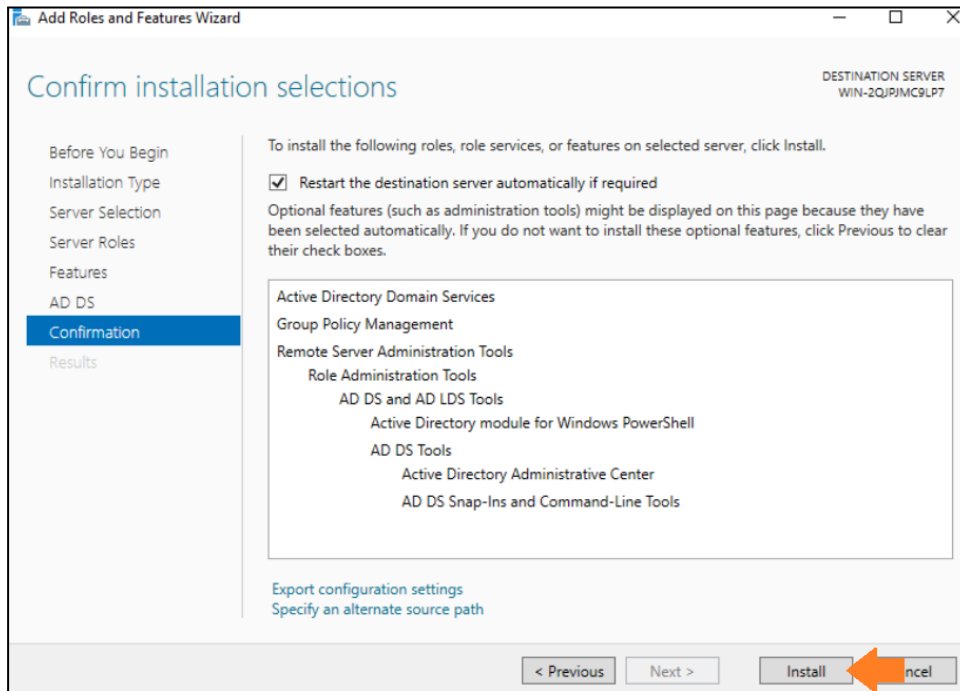 Add Roles and Features Wizard
Confirm installation selections
DESTINATION SERVER
WIN-2QJPJMC9LP7
Before You Begin
Installation Type
Server Selection
Server Roles
Features
AD DS
Confirmation
Results
To install the following roles, role services, or features on selected server, click Install.
Restart the destination server automatically if required
Optional features (such as administration tools) might be displayed on this page because they have
been selected automatically. If you do not want to install these optional features, click Previous to clear
their check boxes.
Active Directory Domain Services
Group Policy Management
Remote Server Administration Tools
Role Administration Tools
AD DS and AD LDS Tools
Active Directory module for Windows PowerShell
AD DS Tools
Active Directory Administrative Center
AD DS Snap-Ins and Command-Line Tools
Export configuration settings
Specify an alternate source path
< Previous
Next >
Install
ncel